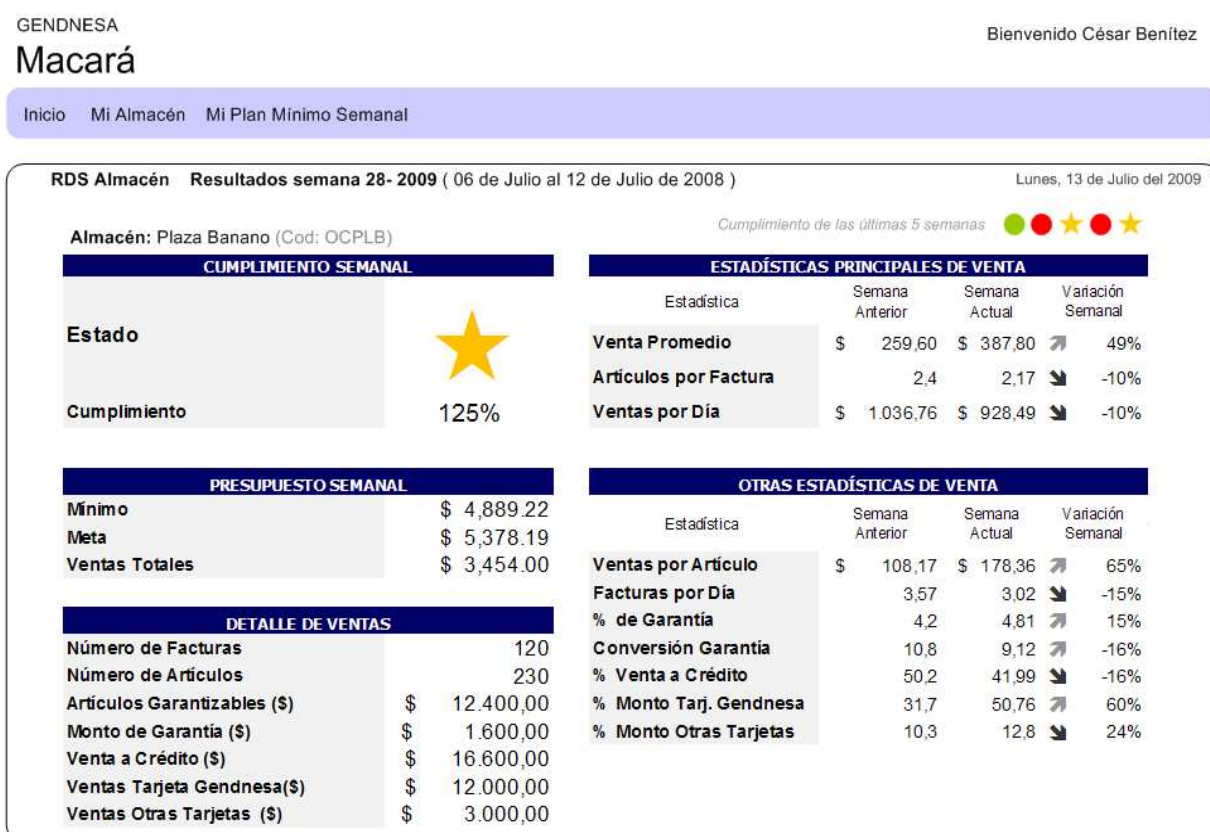 GENDNESA
Macará
Bienvenido César Benítez
Inicio Mi Almacén Mi Plan Mínimo Semanal
RDS Almacén Resultados semana 28- 2009 ( 06 de Julio al 12 de Julio de 2008 )
Lunes, 13 de Julio del 2009
Cumplimiento de las últimas 5 semanas
Almacén: Plaza Banano (Cod: OCPLB)
CUMPLIMIENTO SEMANAL
Estado
Cumplimiento 125%
PRESUPUESTO SEMANAL
Mínimo $ 4,889.22
Meta $ 5,378.19
Ventas Totales $ 3,454.00
DETALLE DE VENTAS
Número de Facturas 120
Número de Artículos 230
Artículos Garantizables ($) $ 12.400,00
Monto de Garantía ($) $ 1.600,00
Venta a Crédito ($) $ 16.600,00
Ventas Tarjeta Gendnesa($) $ 12.000,00
Ventas Otras Tarjetas ($) $ 3.000,00
ESTADÍSTICAS PRINCIPALES DE VENTA
Estadística Semana Anterior Semana Actual Variación Semanal
Venta Promedio $ 259,60 $ 387,80 49%
Artículos por Factura 2,4 2,17 -10%
Ventas por Día $ 1.036,76 $ 928,49 -10%
OTRAS ESTADÍSTICAS DE VENTA
Estadística Semana Anterior Semana Actual Variación Semanal
Ventas por Artículo $ 108,17 $ 178,36 65%
Facturas por Día 3,57 3,02 -15%
% de Garantía 4,2 4,81 15%
Conversión Garantía 10,8 9,12 -16%
% Venta a Crédito 50,2 41,99 -16%
% Monto Tarj. Gendnesa 31,7 50,76 60%
% Monto Otras Tarjetas 10,3 12,8 24%